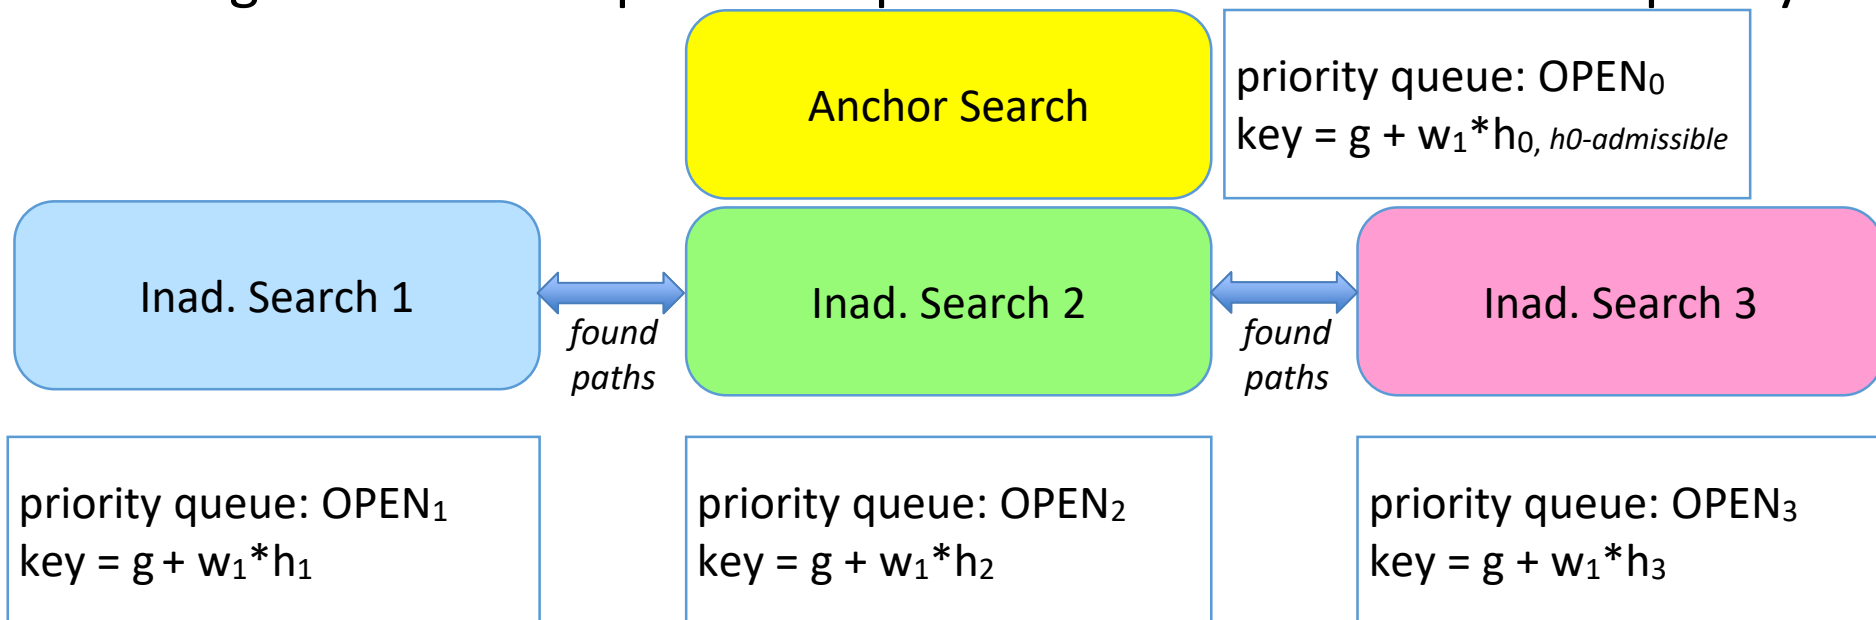 Anchor Search
priority queue: OPEN₀
key = g + w₁*h₀, h0-admissible
Inad. Search 1
found
paths
Inad. Search 2
found
paths
Inad. Search 3
priority queue: OPEN₁
key = g + w₁*h₁
priority queue: OPEN₂
key = g + w₁*h₂
priority queue: OPEN₃
key = g + w₁*h₃